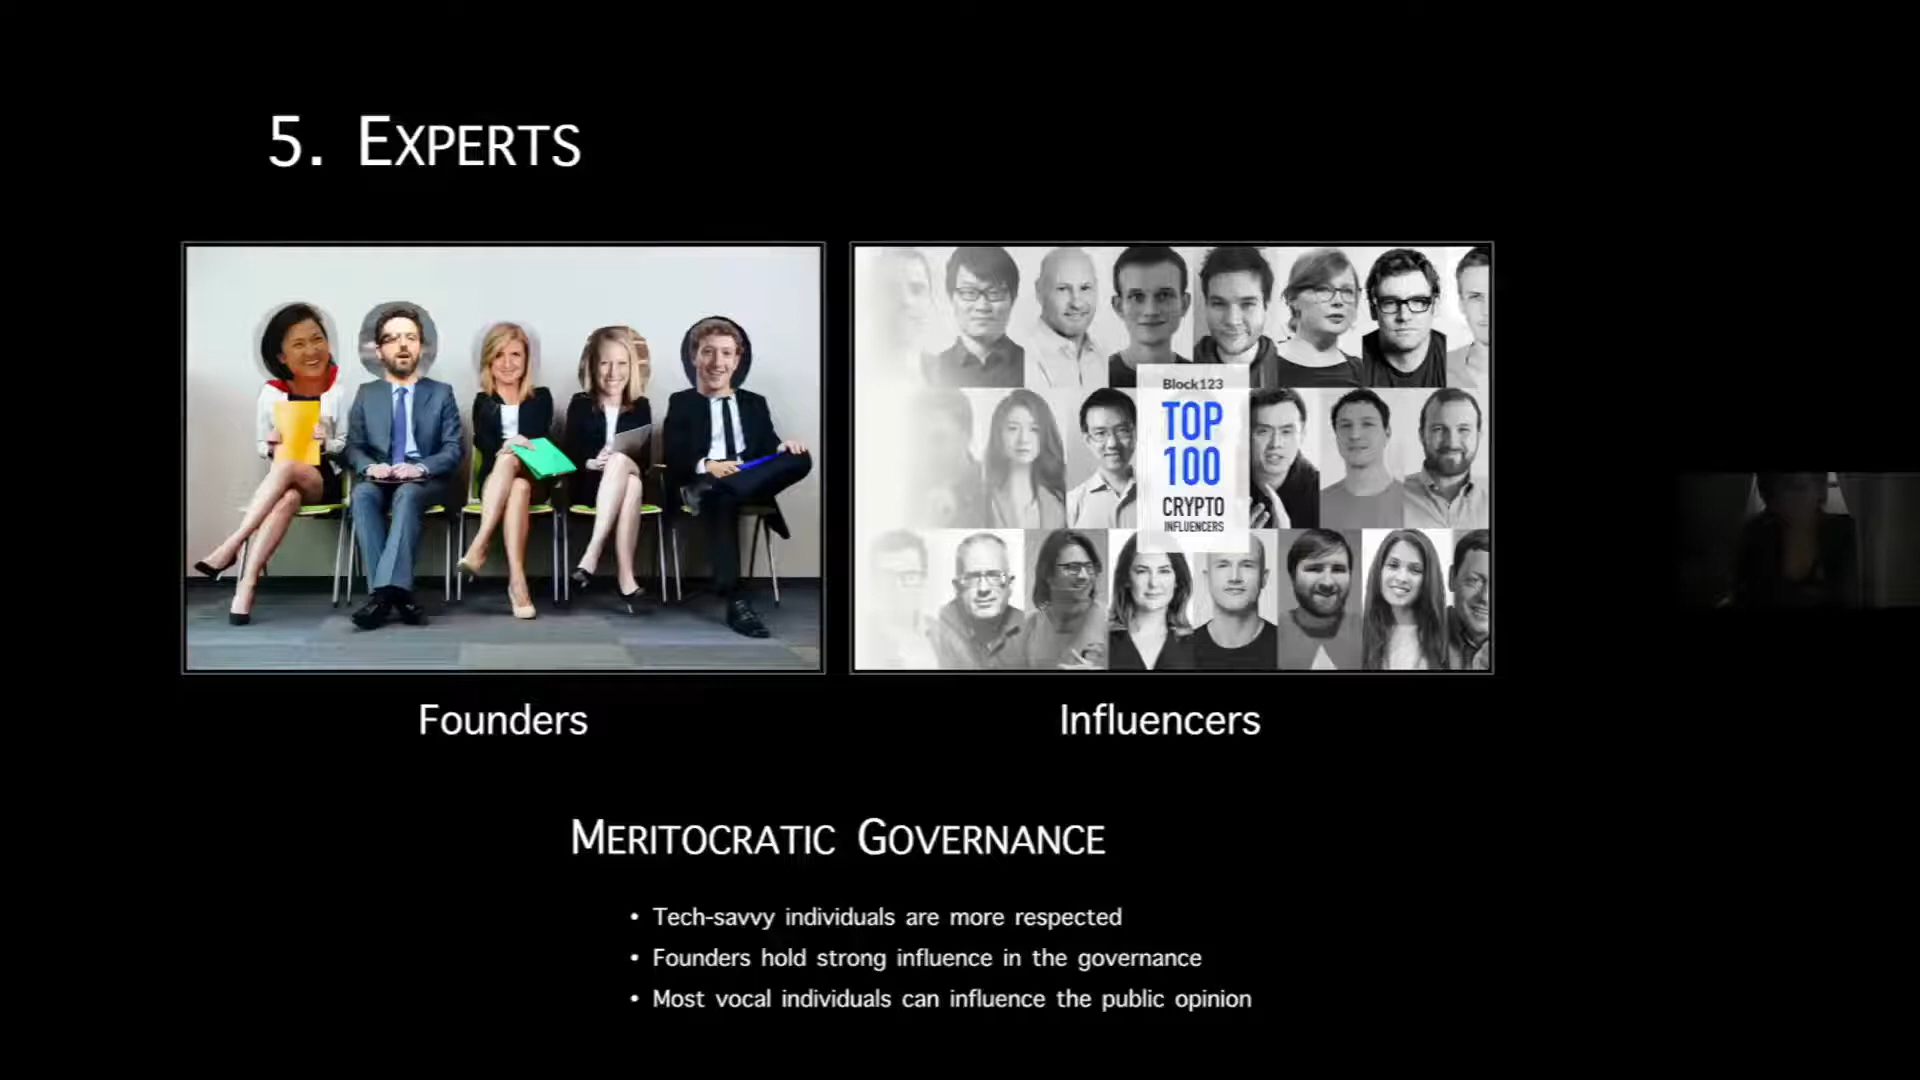 5. EXPERTS
Block123
TOP
100
CRYPTO
INFLUENCERS
Founders
Influencers
MERITOCRATIC GOVERNANCE
• Tech-savvy individuals are more respected
• Founders hold strong influence in the governance
• Most vocal individuals can influence the public opinion